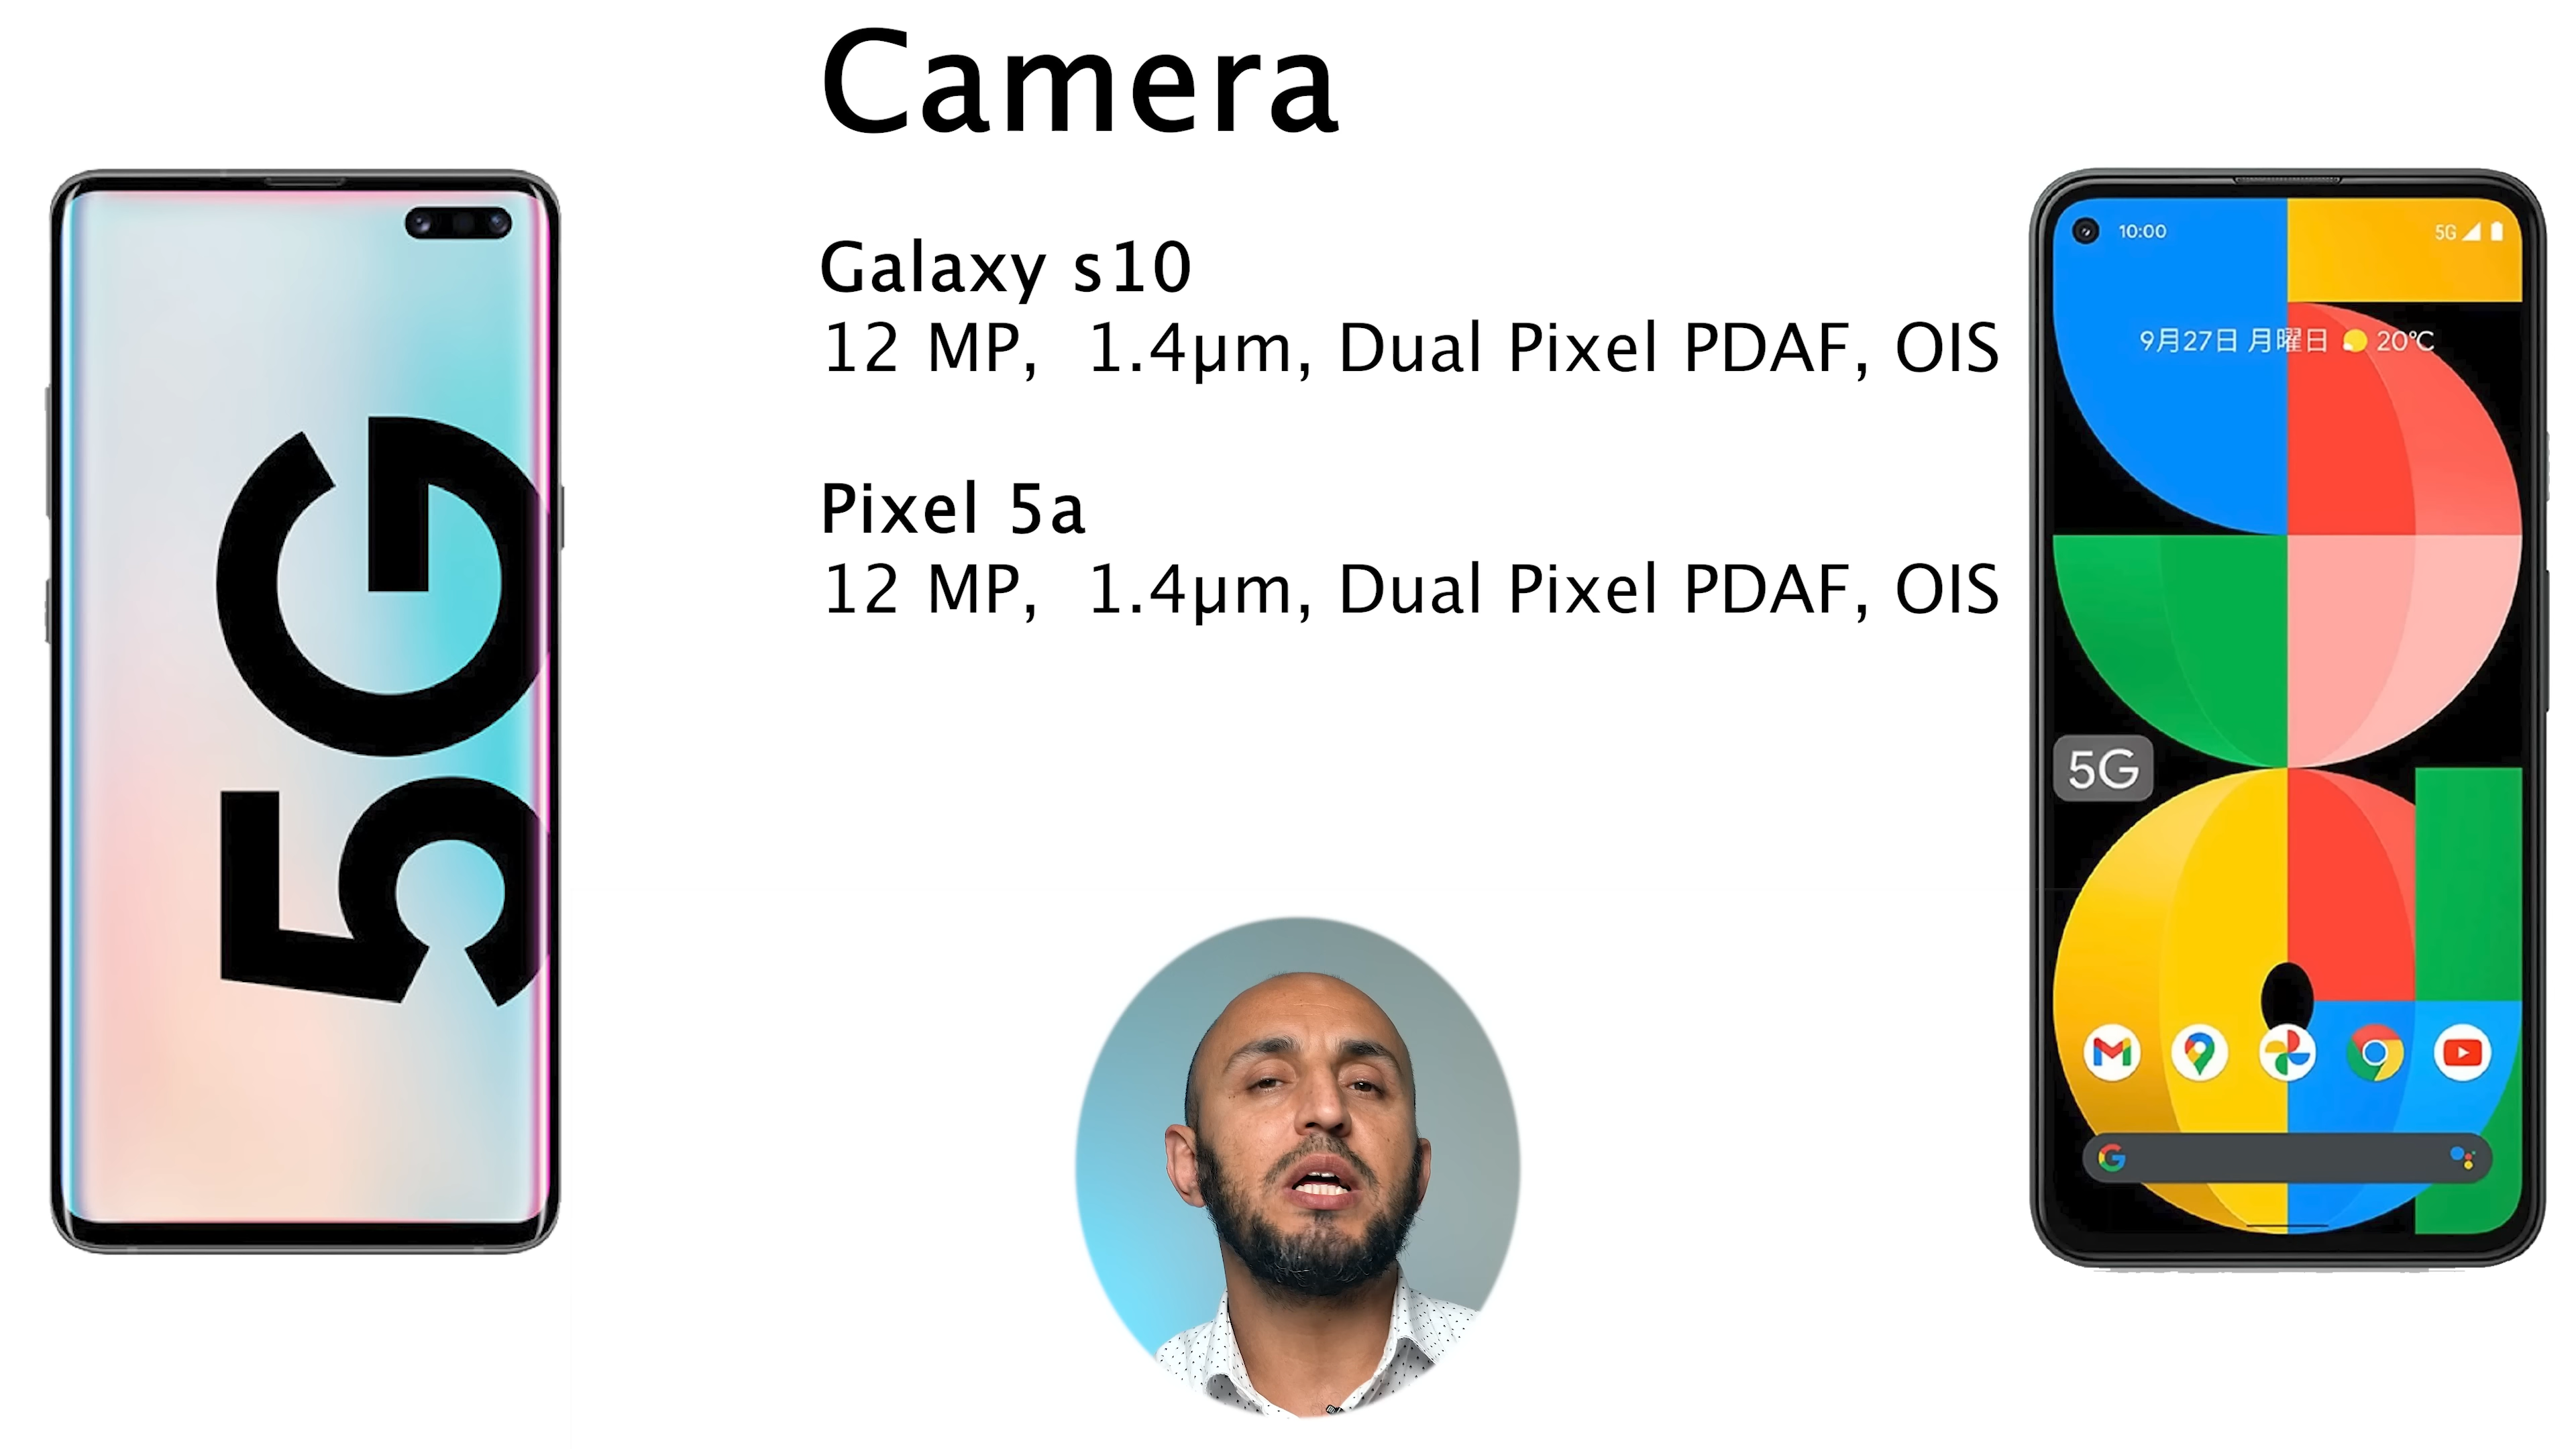 Camera
Galaxy s10
12 MP,  1.4µm, Dual Pixel PDAF, OIS
Pixel 5a
12 MP,  1.4µm, Dual Pixel PDAF, OIS
5G
10:00
5G
9月27日 月曜日 20°C
5G